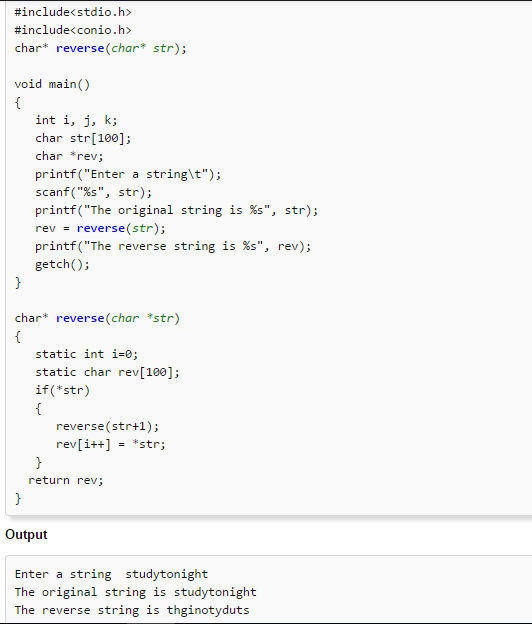 #include<stdio.h>
#include<conio.h>
char* reverse(char* str);
void main()
{
int i, j, k;
char str[100];
char *rev;
printf("Enter a string\t");
scanf("%s", str);
printf("The original string is %s", str);
rev = reverse(str);
printf("The reverse string is %s", rev);
getch();
}
char* reverse(char *str)
{
static int i=0;
static char rev[100];
if(*str)
{
reverse(str+1);
rev[i++] = *str;
}
return rev;
}
Output
Enter a string  studytonight
The original string is studytonight
The reverse string is thginotyduts